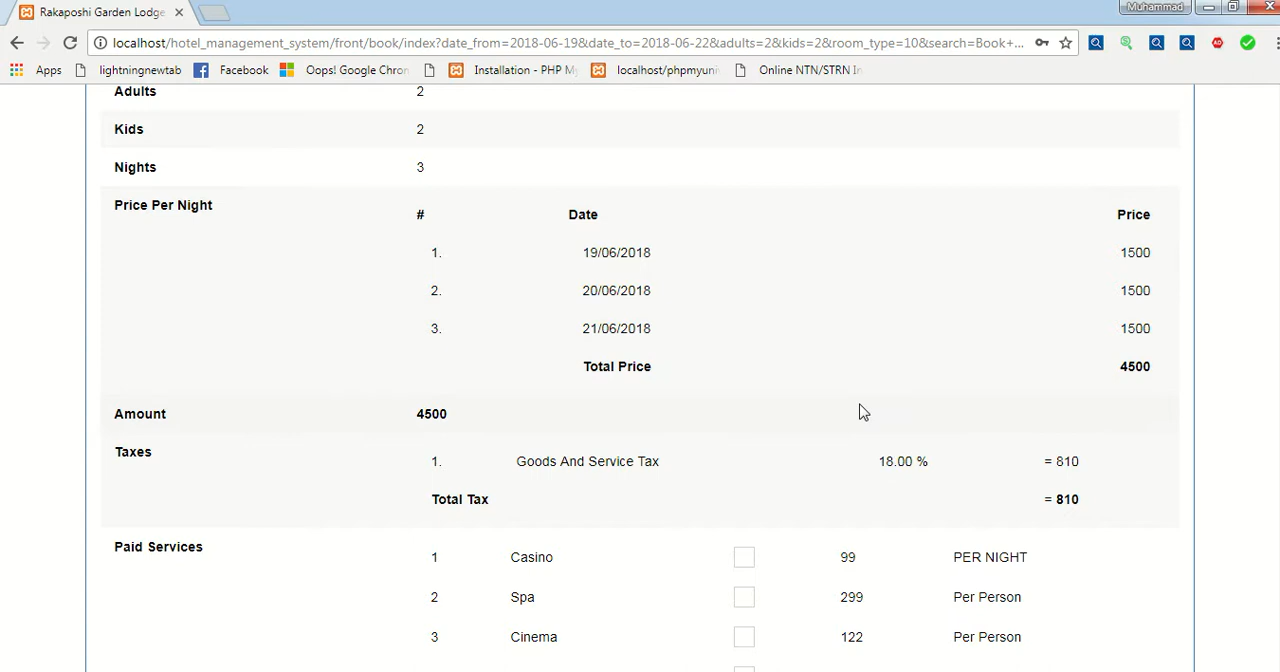 Rakaposhi Garden Lodge
Muhammad
localhost/hotel_management_system/front/book/index?date_from=2018-06-19&date_to=2018-06-22&adults=2&kids=2&room_type=10&search=Book+...
Apps lightningnewtab Facebook Oops! Google Chron Installation - PHP My localhost/phpmyuni Online NTN/STRN In
Adults 2
Kids 2
Nights 3
Price Per Night # Date Price
1. 19/06/2018 1500
2. 20/06/2018 1500
3. 21/06/2018 1500
Total Price 4500
Amount 4500
Taxes 1. Goods And Service Tax 18.00 % = 810
Total Tax = 810
Paid Services 1 Casino 99 PER NIGHT
2 Spa 299 Per Person
3 Cinema 122 Per Person